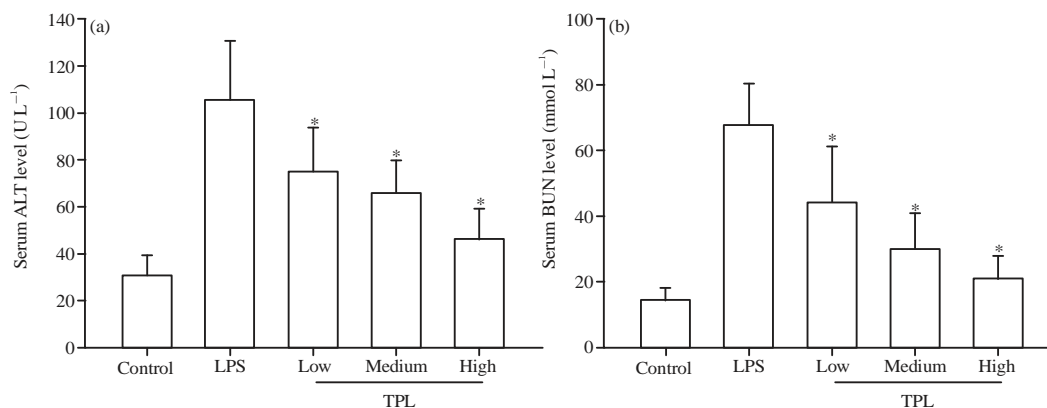 (a)
Serum ALT level (U L⁻¹)
140
120
100
80
60
40
20
0
*
*
*
Control LPS Low Medium High
TPL
(b)
Serum BUN level (mmol L⁻¹)
100
80
60
40
20
0
*
*
*
Control LPS Low Medium High
TPL